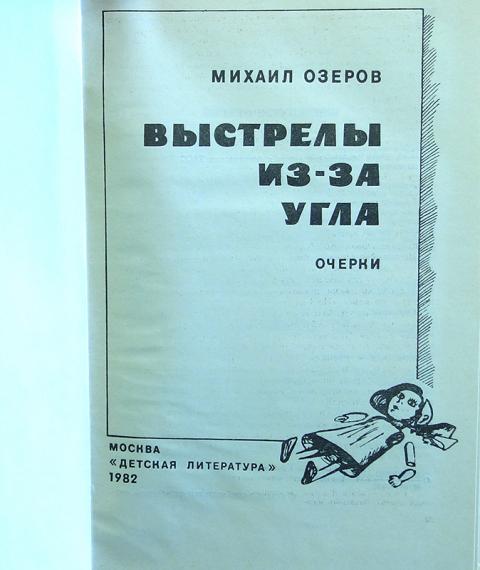 МИХАИЛ ОЗЕРОВ
ВЫСТРЕЛЫ
ИЗ-ЗА
УГЛА
ОЧЕРКИ
МОСКВА
«ДЕТСКАЯ ЛИТЕРАТУРА»
1982